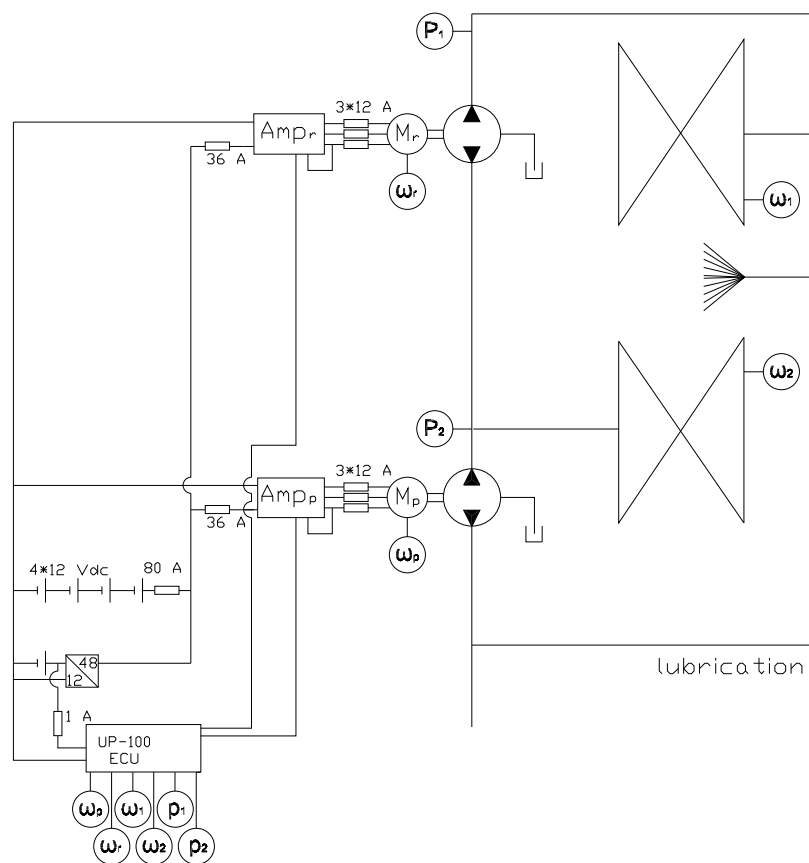 P1
3*12 A
Ampr
Mr
36 A
ωr
ω1
ω2
P2
3*12 A
Ampp
Mp
36 A
ωp
4*12 Vdc
80 A
48
12
lubrication
1 A
UP-100
ECU
ωp
ω1
p1
ωr
ω2
p2